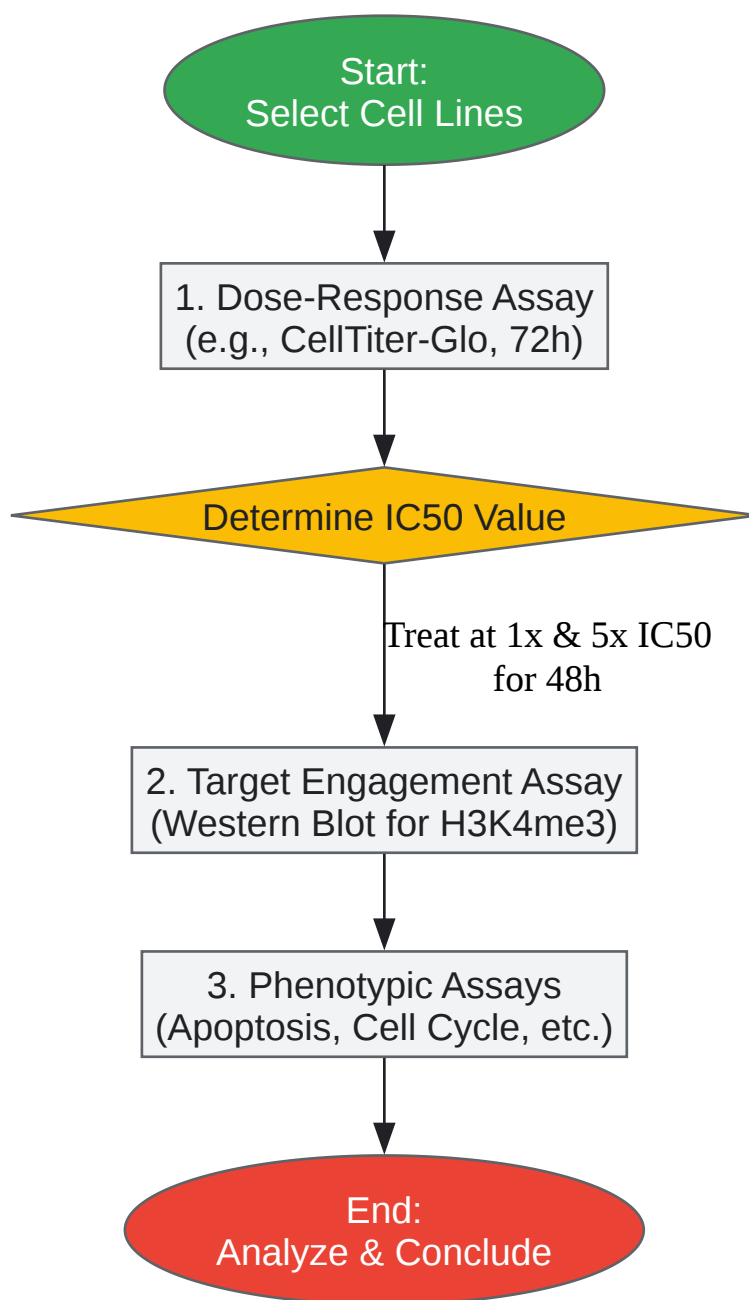 Start:
Select Cell Lines
1. Dose-Response Assay
(e.g., CellTiter-Glo, 72h)
Determine IC50 Value
Treat at 1x & 5x IC50
for 48h
2. Target Engagement Assay
(Western Blot for H3K4me3)
3. Phenotypic Assays
(Apoptosis, Cell Cycle, etc.)
End:
Analyze & Conclude